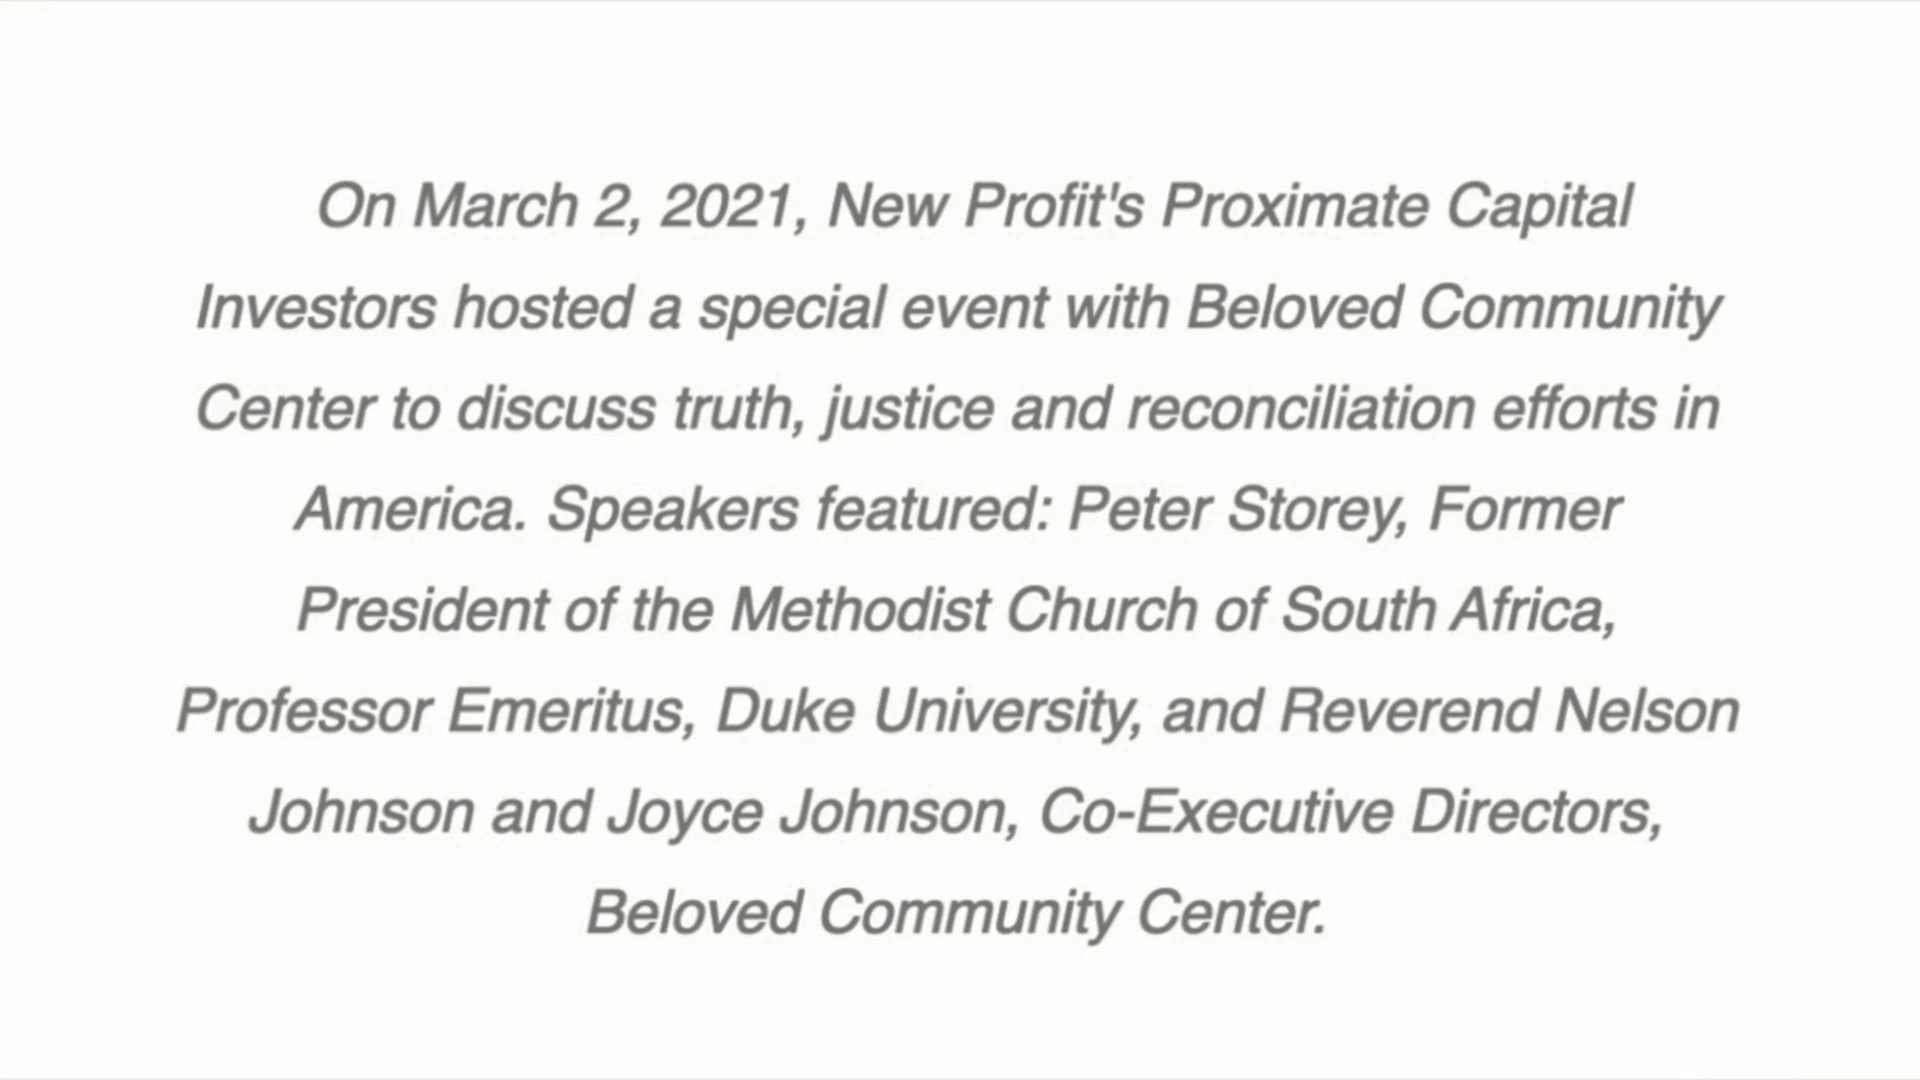 On March 2, 2021, New Profit's Proximate Capital
Investors hosted a special event with Beloved Community
Center to discuss truth, justice and reconciliation efforts in
America. Speakers featured: Peter Storey, Former
President of the Methodist Church of South Africa,
Professor Emeritus, Duke University, and Reverend Nelson
Johnson and Joyce Johnson, Co-Executive Directors,
Beloved Community Center.